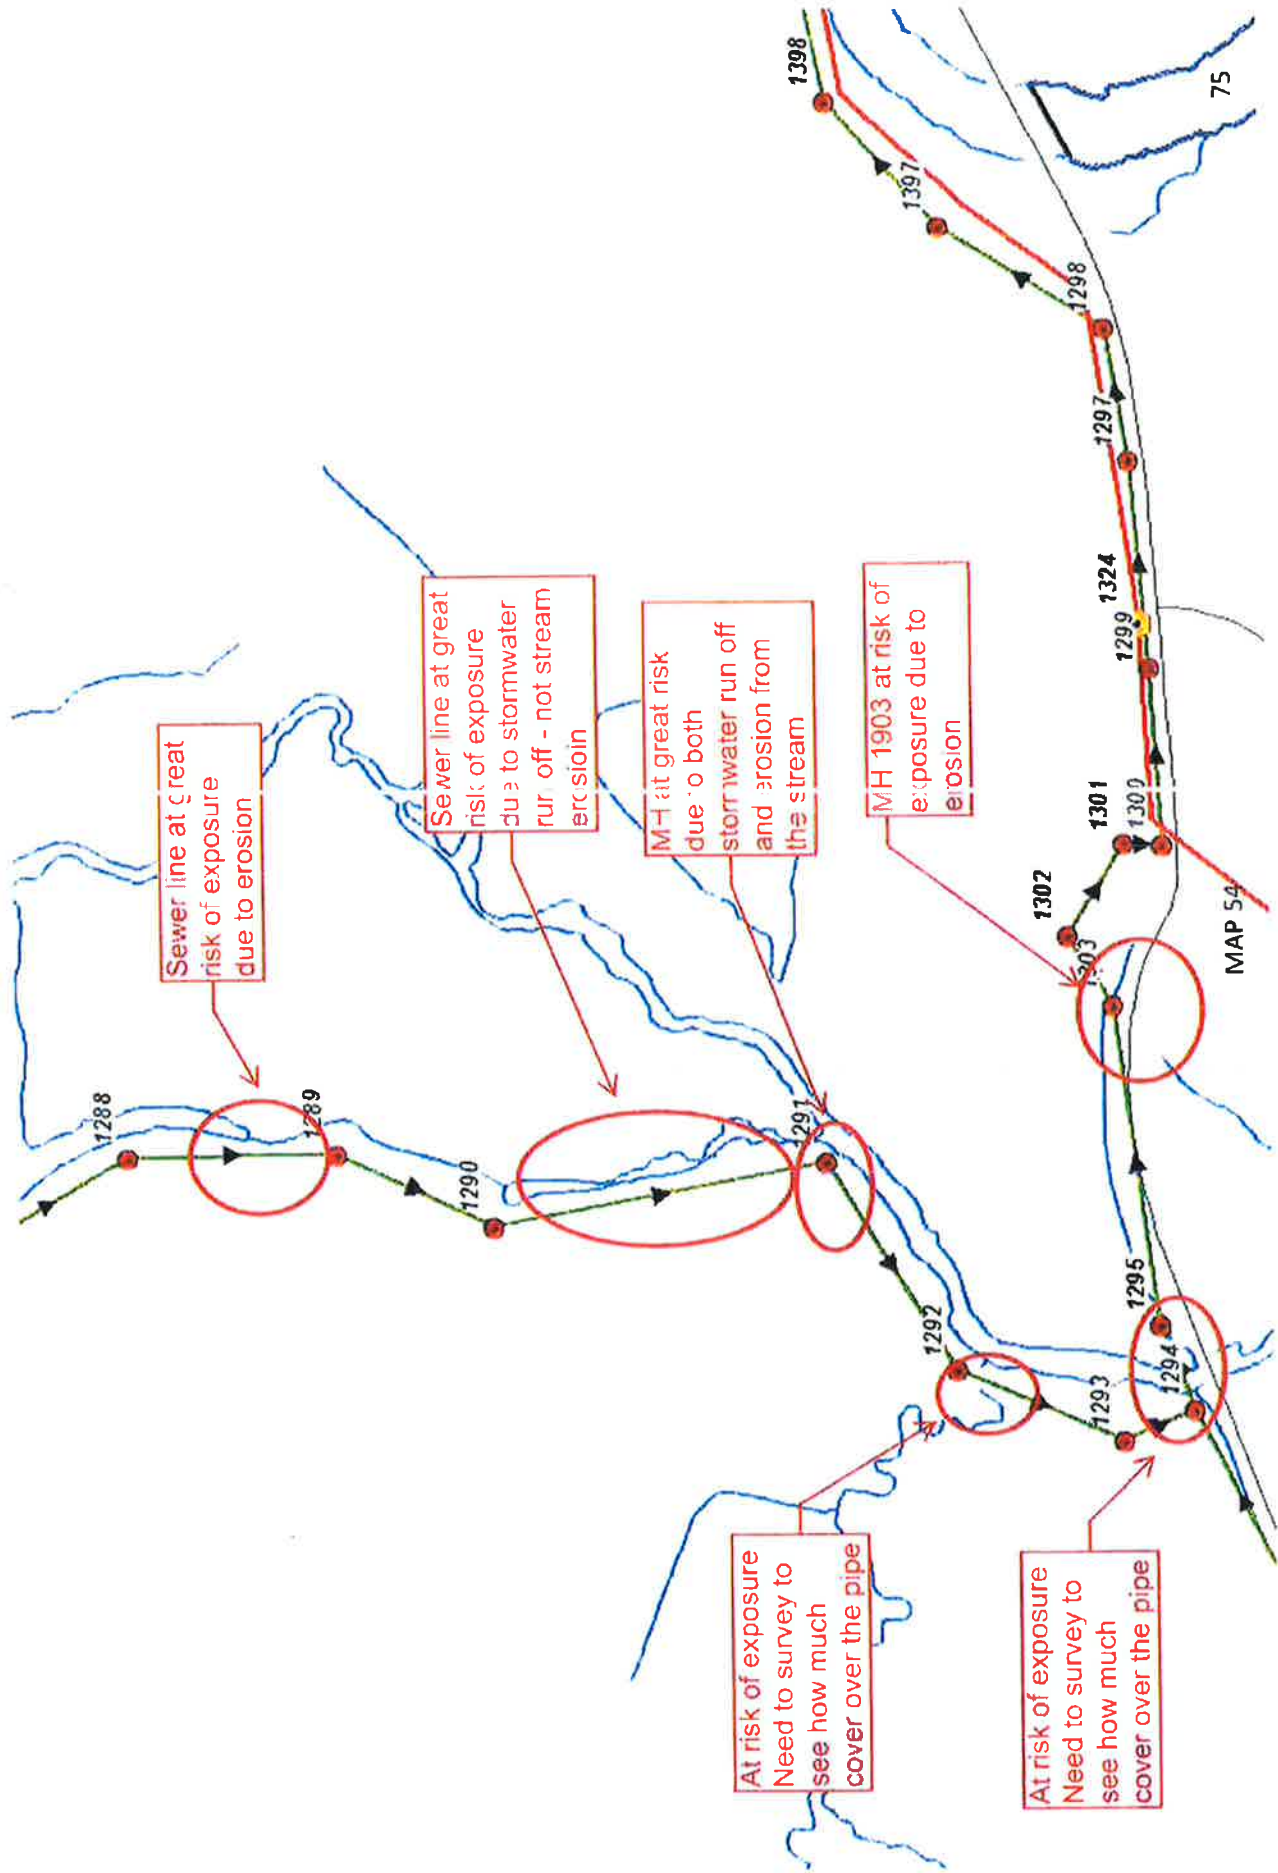 Sewer line at great
risk of exposure
due to erosion
Sewer line at great
risk of exposure
due to stormwater
run off - not stream
erosioin
MH at great risk
due to both
stormwater run off
and erosion from
the stream
MH 1903 at risk of
exposure due to
erosion
At risk of exposure
Need to survey to
see how much
cover over the pipe
At risk of exposure
Need to survey to
see how much
cover over the pipe
1288
1289
1290
1291
1292
1293
1294
1295
1302
1301
1300
1299
1324
1297
1298
1397
1398
MAP 54
75